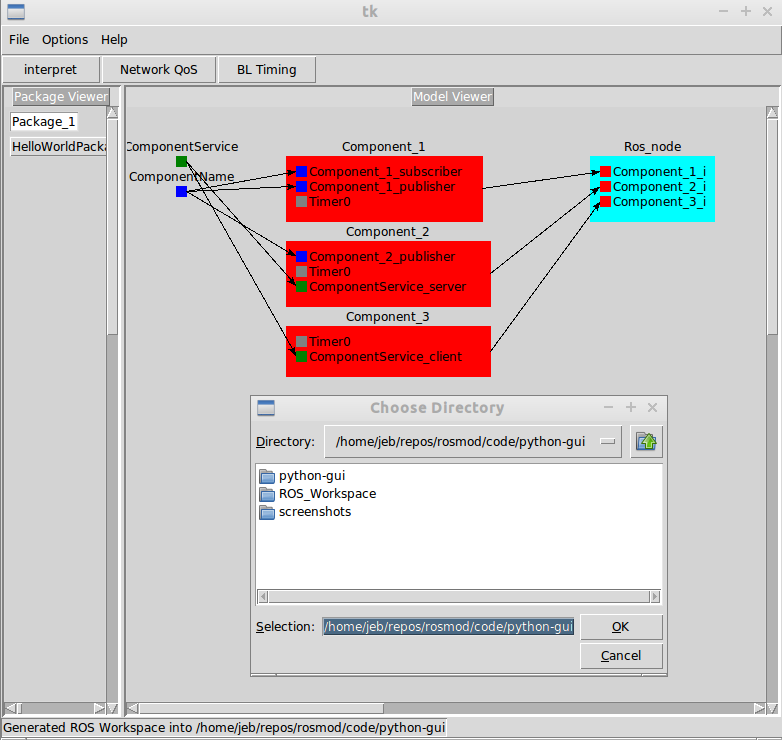 tk
File Options Help
interpret Network QoS BL Timing
Package Viewer
Model Viewer
Package_1
HelloWorldPacka
ComponentService
ComponentName
Component_1
Component_1_subscriber
Component_1_publisher
Timer0
Component_2
Component_2_publisher
Timer0
ComponentService_server
Component_3
Timer0
ComponentService_client
Ros_node
Component_1_i
Component_2_i
Component_3_i
Choose Directory
Directory: /home/jeb/repos/rosmod/code/python-gui
python-gui
ROS_Workspace
screenshots
Selection: /home/jeb/repos/rosmod/code/python-gui
OK
Cancel
Generated ROS Workspace into /home/jeb/repos/rosmod/code/python-gui